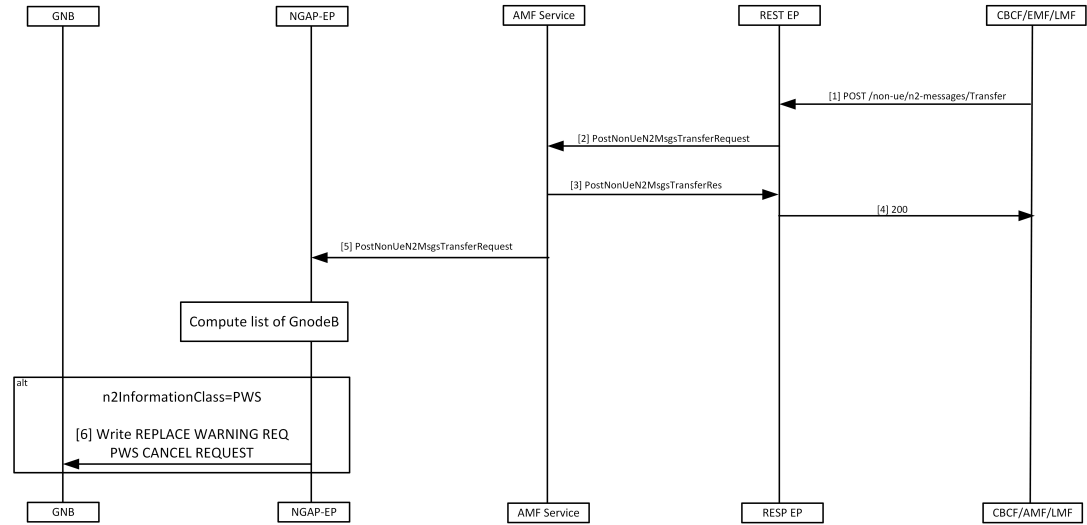 GNB
NGAP-EP
AMF Service
REST EP
CBCF/EMF/LMF
[1] POST /non-ue/n2-messages/Transfer
[2] PostNonUeN2MsgsTransferRequest
[3] PostNonUeN2MsgsTransferRes
[4] 200
[5] PostNonUeN2MsgsTransferRequest
Compute list of GnodeB
alt
n2InformationClass=PWS
[6] Write REPLACE WARNING REQ
PWS CANCEL REQUEST
GNB
NGAP-EP
AMF Service
RESP EP
CBCF/AMF/LMF